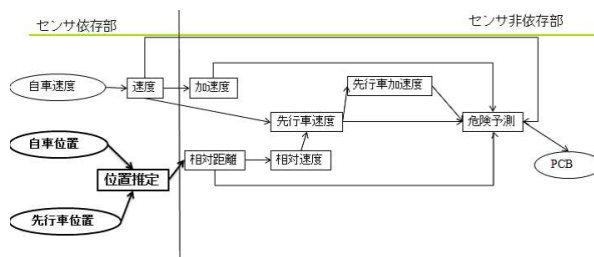 センサ依存部
センサ非依存部
自車速度
速度
加速度
先行車加速度
先行車速度
危険予測
自車位置
相対距離
相対速度
PCB
位置推定
先行車位置